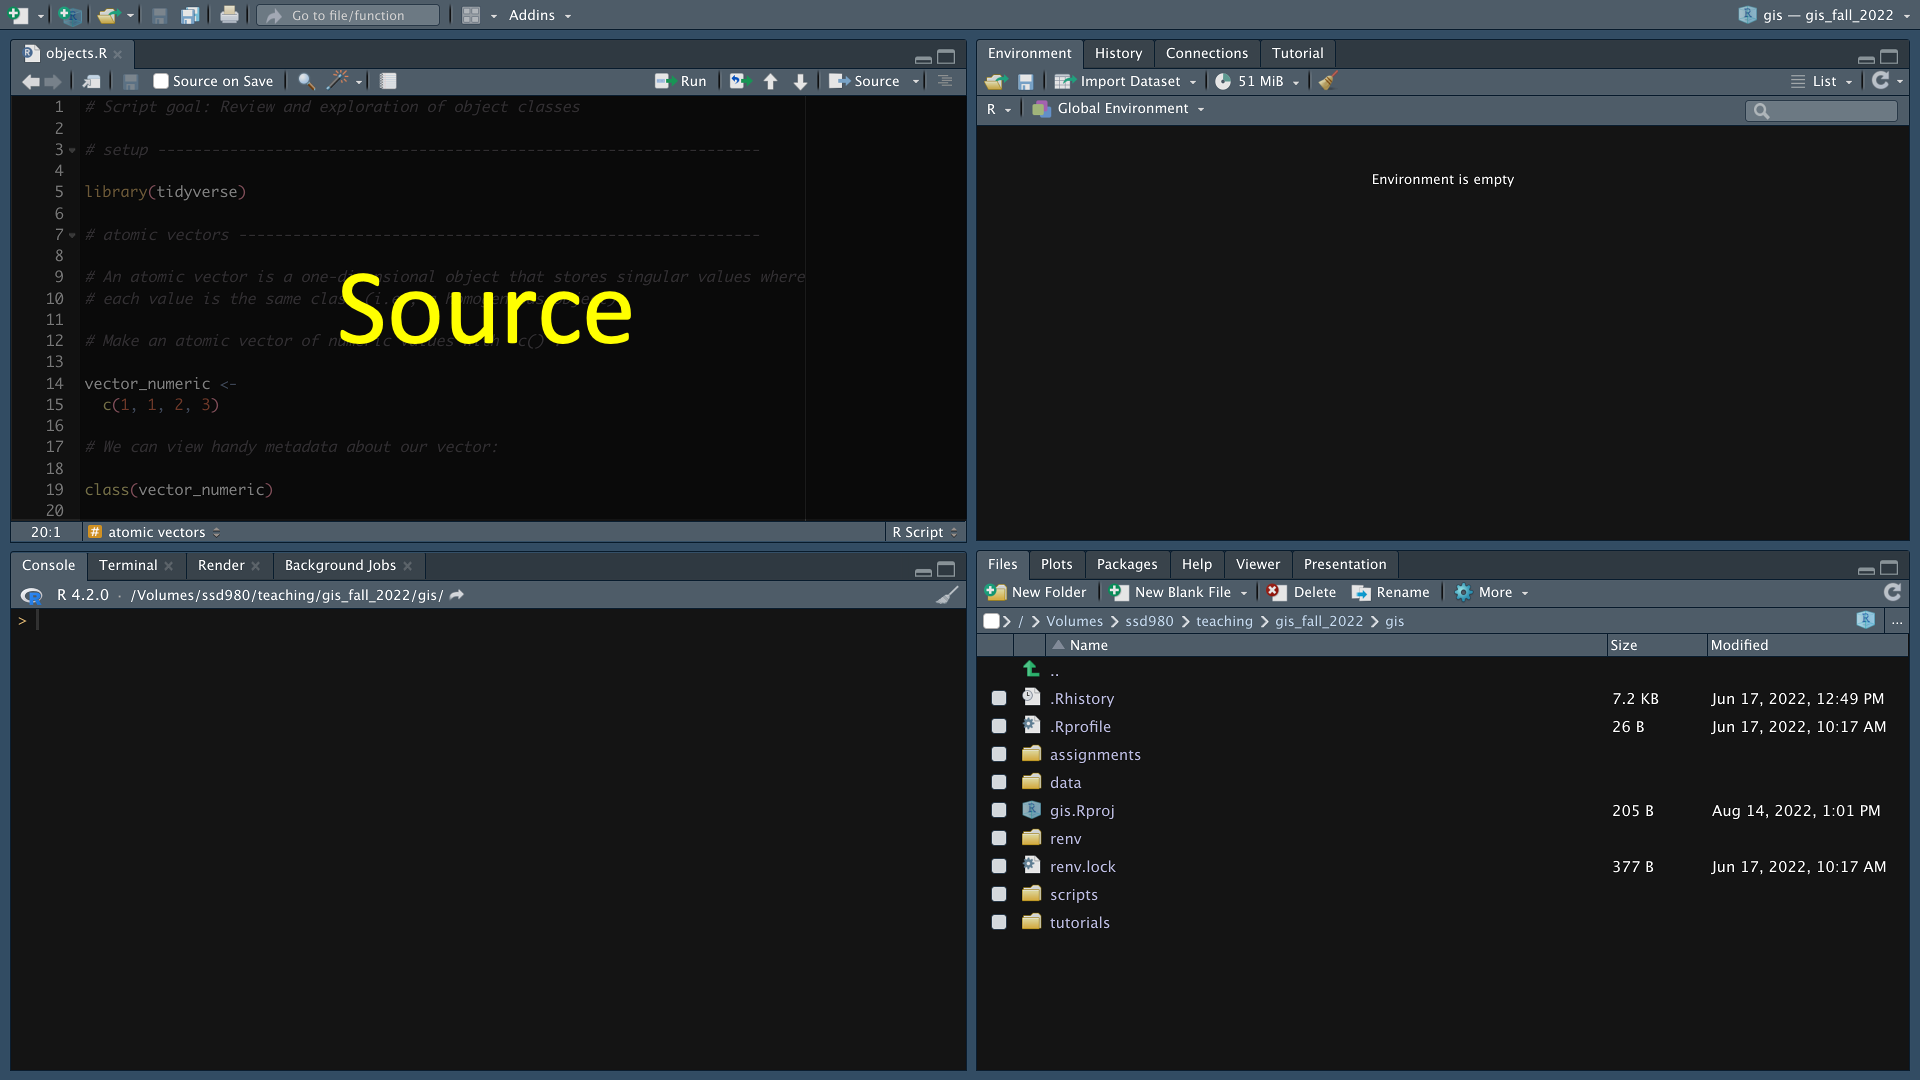 Go to file/function
Addins
gis — gis_fall_2022
objects.R
Source on Save
Run
Source
1 # Script goal: Review and exploration of object classes
2
3 # setup -------------------------------------------------------------------
4
5 library(tidyverse)
6
7 # atomic vectors ----------------------------------------------------------
8
9 # An atomic vector is a one-dimensional object that stores singular values where
10 # each value is the same class
11
12 # Make an atomic vector of numeric values with `c()`
13
14 vector_numeric <-
15 c(1, 1, 2, 3)
16
17 # We can view handy metadata about our vector:
18
19 class(vector_numeric)
20
Source
20:1 # atomic vectors R Script
Environment History Connections Tutorial
Import Dataset 51 MiB List
R Global Environment
Environment is empty
Console Terminal Render Background Jobs
R 4.2.0 · /Volumes/ssd980/teaching/gis_fall_2022/gis/
>
Files Plots Packages Help Viewer Presentation
New Folder New Blank File Delete Rename More
/ Volumes ssd980 teaching gis_fall_2022 gis ...
Name Size Modified
..
.Rhistory 7.2 KB Jun 17, 2022, 12:49 PM
.Rprofile 26 B Jun 17, 2022, 10:17 AM
assignments
data
gis.Rproj 205 B Aug 14, 2022, 1:01 PM
renv
renv.lock 377 B Jun 17, 2022, 10:17 AM
scripts
tutorials